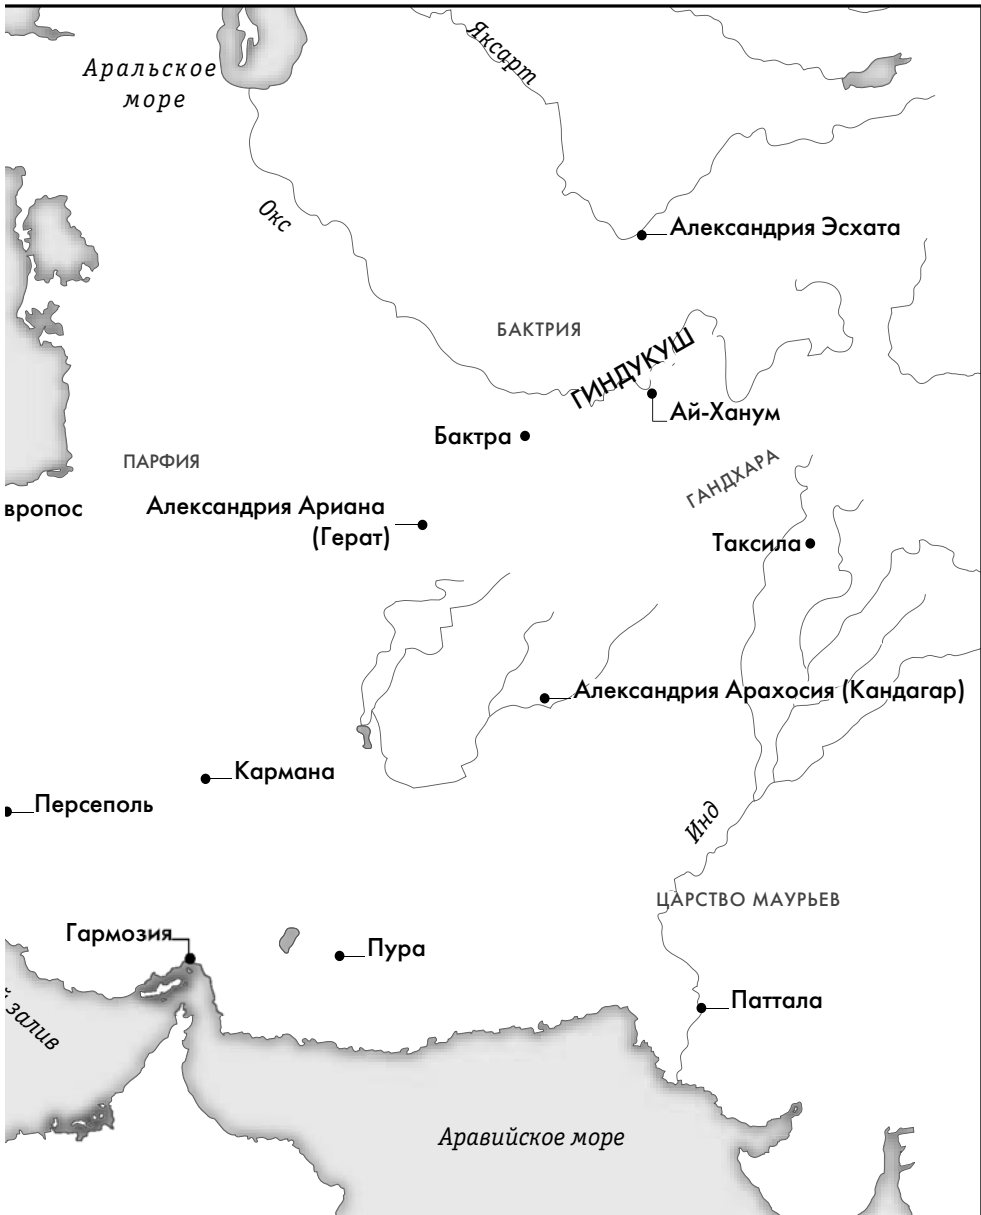 Яксарт
Аральское
море
Окс
Александрия Эсхата
БАКТРИЯ
ГИНДУКУШ
Ай-Ханум
Бактра
ПАРФИЯ
ГАНДХАРА
вропос
Александрия Ариана
(Герат)
Таксила
Александрия Арахосия (Кандагар)
Кармана
Персеполь
Инд
ЦАРСТВО МАУРЬЕВ
Гармозия
Пура
й залив
Паттала
Аравийское море